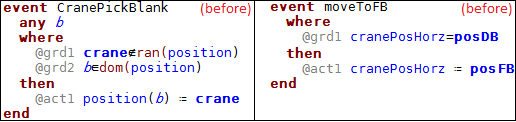 event CranePickBlank (before)
any b
where
@grd1 crane∉ran(position)
@grd2 b∈dom(position)
then
@act1 position(b) ≔ crane
end
event moveToFB (before)
where
@grd1 cranePosHorz=posDB
then
@act1 cranePosHorz ≔ posFB
end